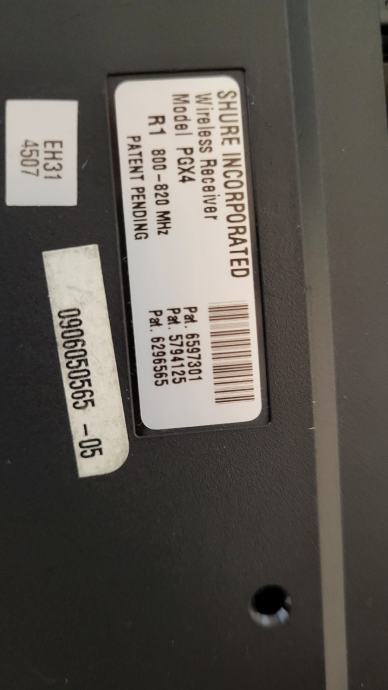 SHURE INCORPORATED
Wireless Receiver
Model PGX4
R1 800-820 MHz
PATENT PENDING
Pat. 6597301
Pat. 5794125
Pat. 6296565
EH31
4507
0906050565 -05